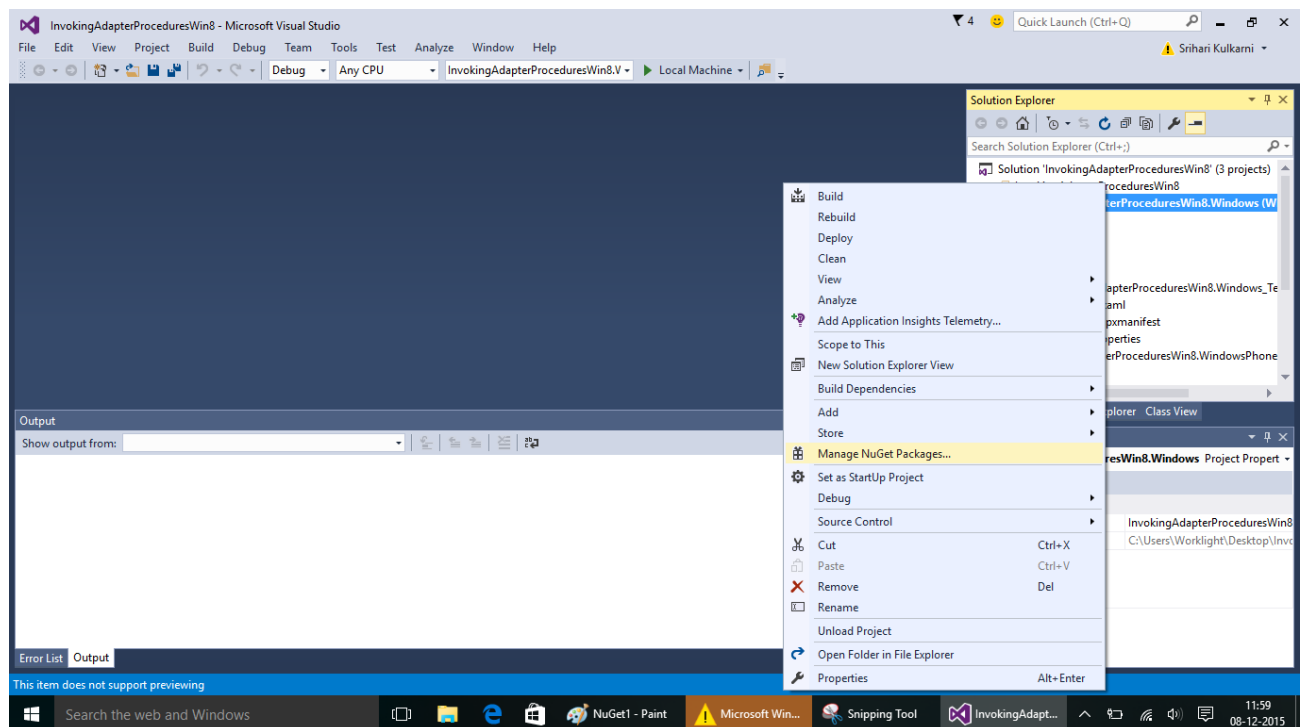 InvokingAdapterProceduresWin8 - Microsoft Visual Studio
4
Quick Launch (Ctrl+Q)
File Edit View Project Build Debug Team Tools Test Analyze Window Help
Srihari Kulkarni
Debug Any CPU InvokingAdapterProceduresWin8.V Local Machine
Solution Explorer
Search Solution Explorer (Ctrl+;)
Solution 'InvokingAdapterProceduresWin8' (3 projects)
roceduresWin8
terProceduresWin8.Windows (W
apterProceduresWin8.Windows_Te
aml
pxmanifest
perties
erProceduresWin8.WindowsPhone
plorer Class View
Build
Rebuild
Deploy
Clean
View
Analyze
Add Application Insights Telemetry...
Scope to This
New Solution Explorer View
Build Dependencies
Add
Store
Manage NuGet Packages...
Set as StartUp Project
Debug
Source Control
Cut Ctrl+X
Paste Ctrl+V
Remove Del
Rename
Unload Project
Open Folder in File Explorer
Properties Alt+Enter
resWin8.Windows Project Propert
InvokingAdapterProceduresWin8
C:\Users\Worklight\Desktop\Invo
Output
Show output from:
Error List Output
This item does not support previewing
Search the web and Windows
NuGet1 - Paint
Microsoft Win...
Snipping Tool
InvokingAdapt...
11:59
08-12-2015